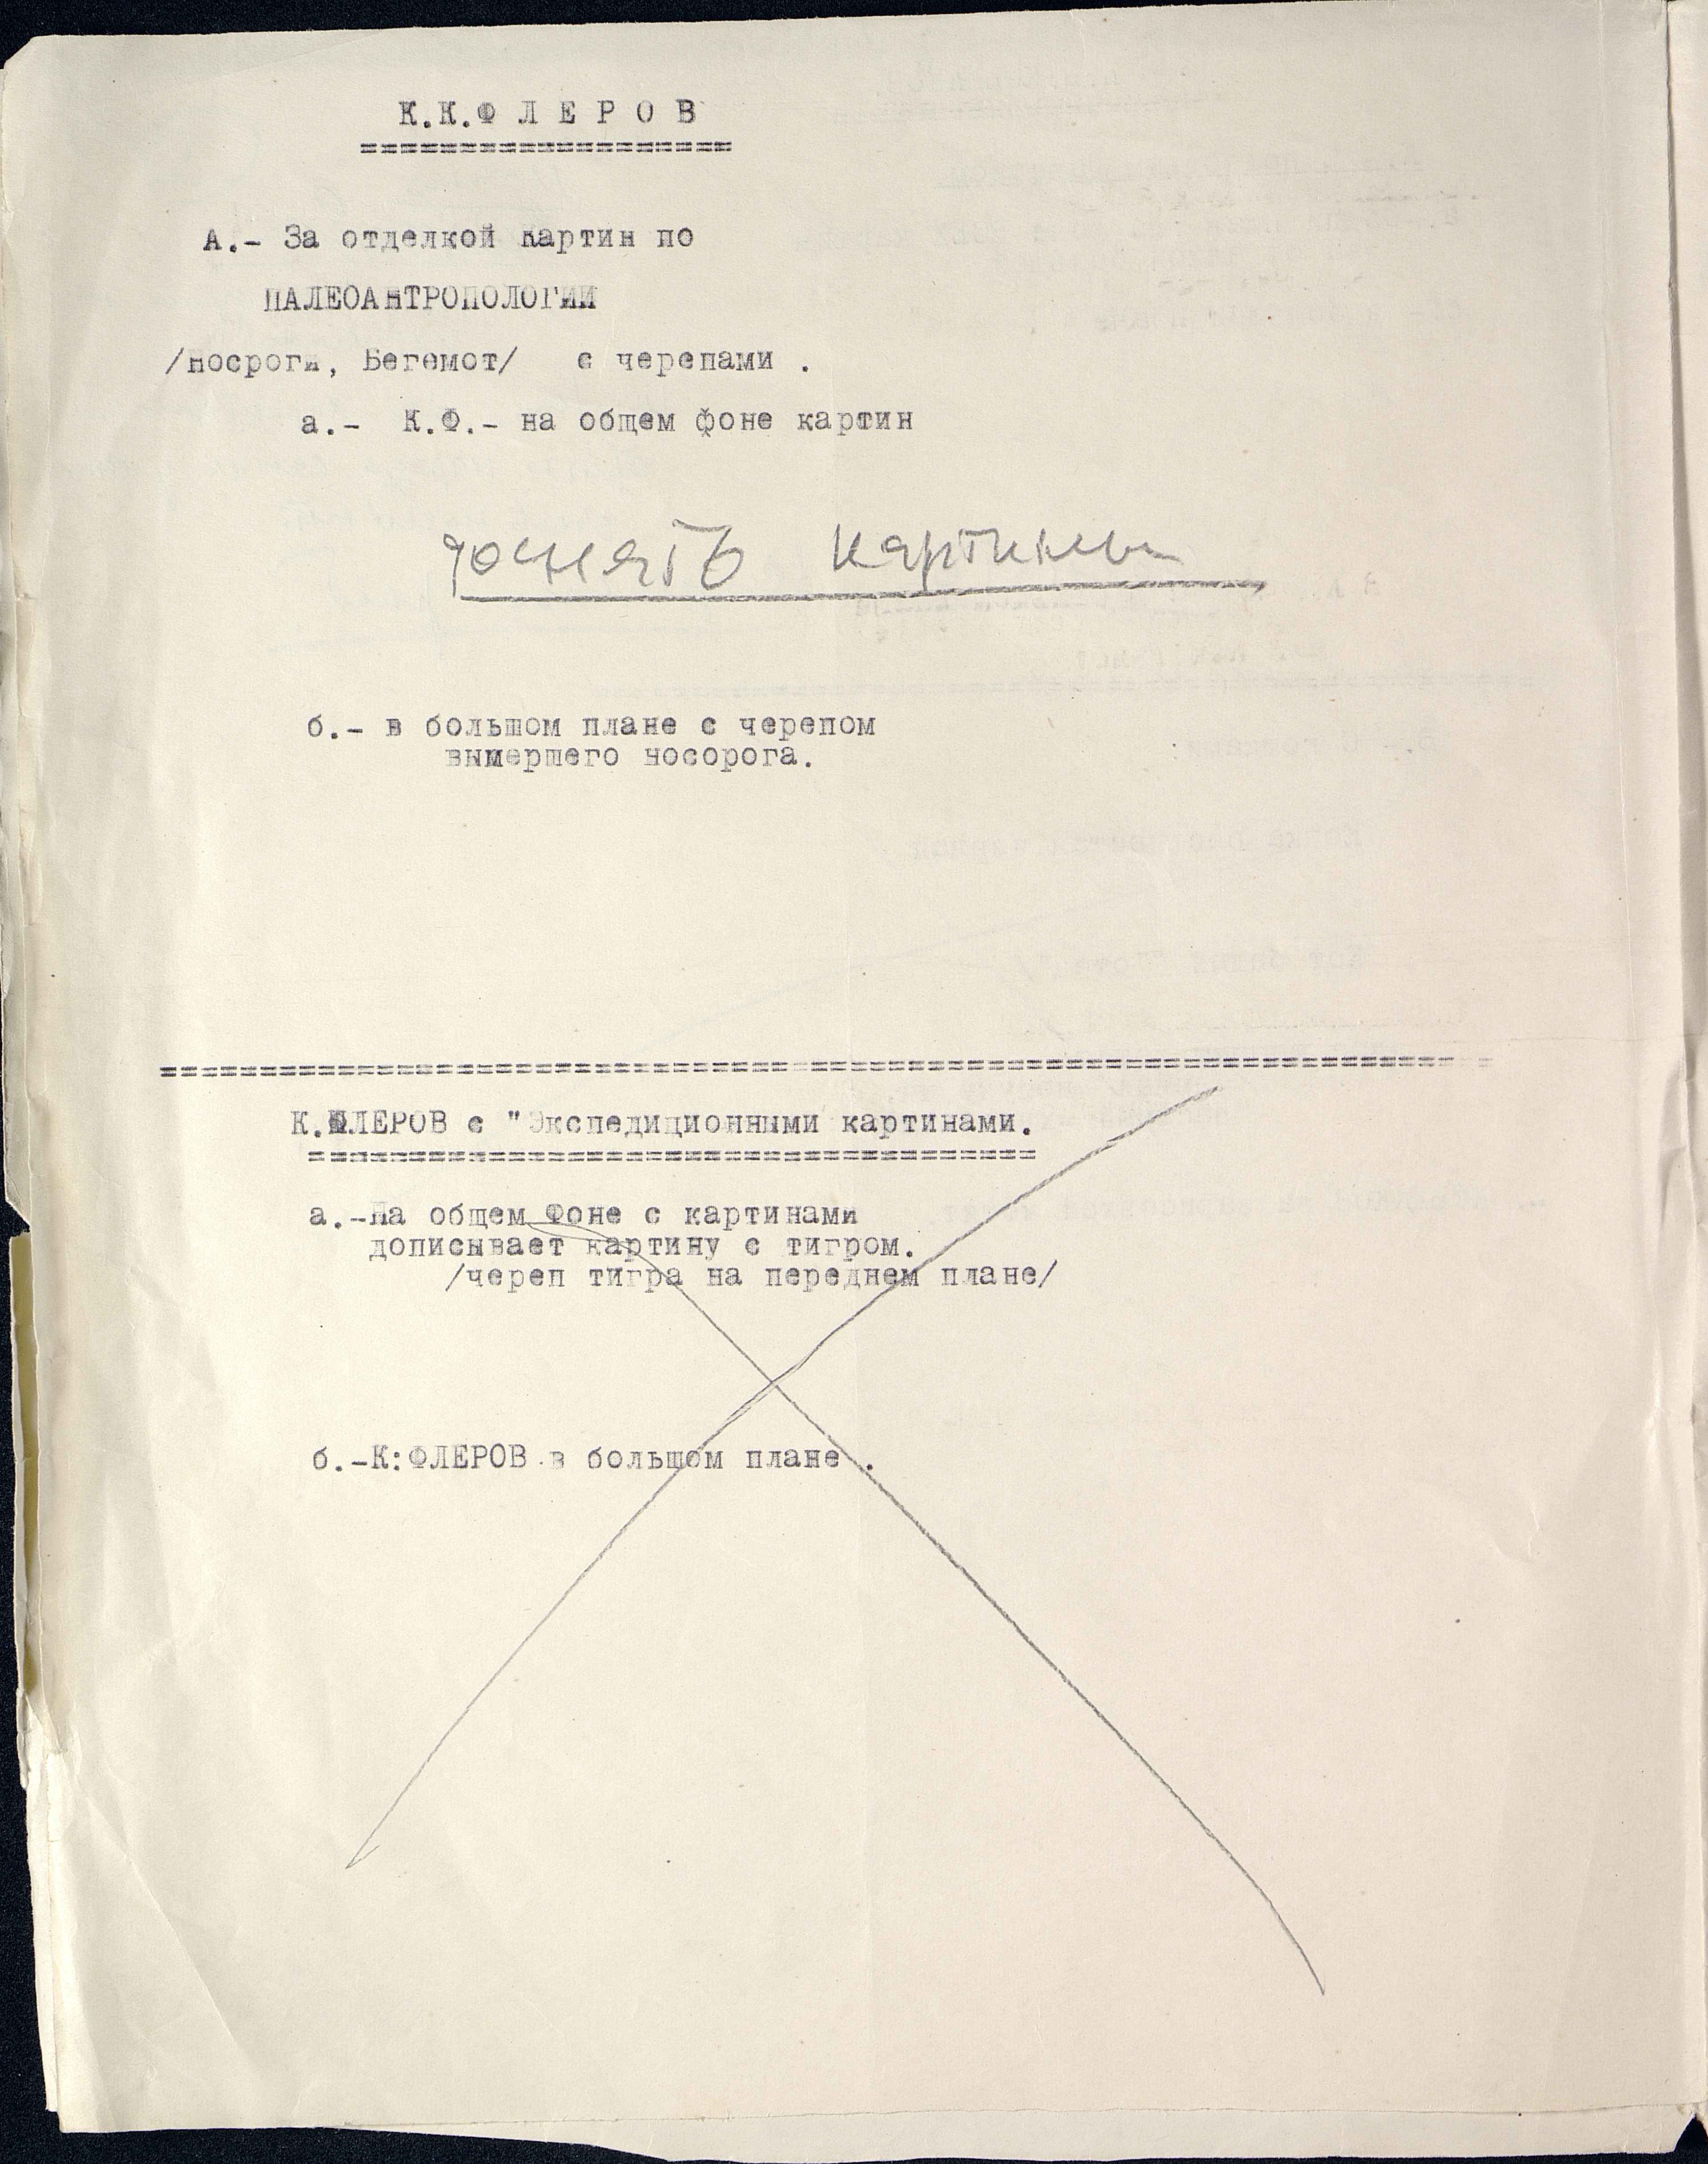 К.К.Ф Л Е Р О В
===================
А.- За отделкой картин по
ПАЛЕОАНТРОПОЛОГИИ
/Носроги, Бегемот/ с черепами .
а.- К.Ф.- на общем фоне картин
картины
б.- в большом плане с черепом
вымершего носорога.
К.ФЛЕРОВ с "Экспедиционными картинами.
а.-На общем Фоне с картинами
дописывает картину с тигром.
/череп тигра на переднем плане/
б.-К:ФЛЕРОВ в большом плане .